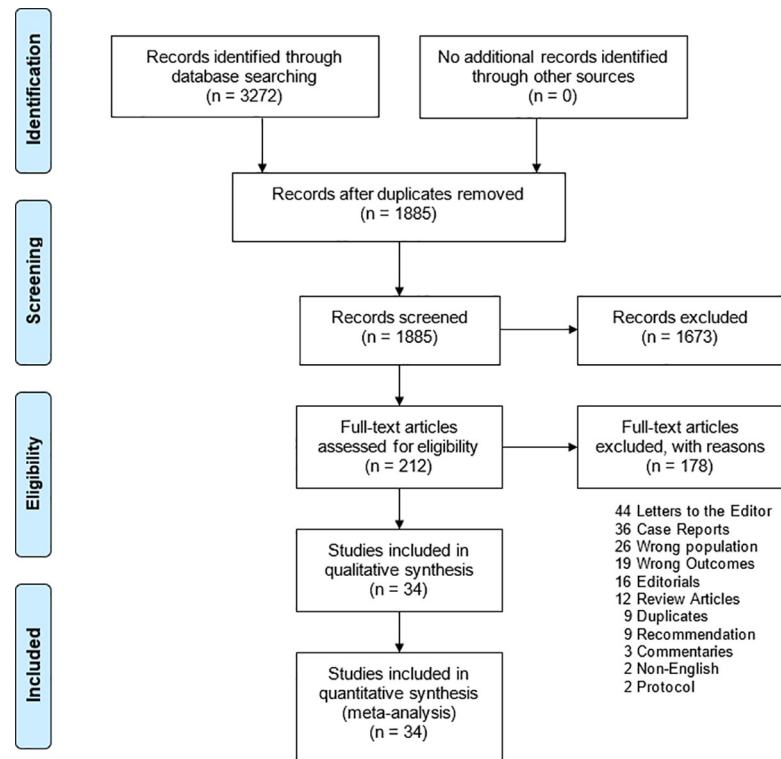 Identification
Records identified through
database searching
(n = 3272)
No additional records identified
through other sources
(n = 0)
Records after duplicates removed
(n = 1885)
Screening
Records screened
(n = 1885)
Records excluded
(n = 1673)
Eligibility
Full-text articles
assessed for eligibility
(n = 212)
Full-text articles
excluded, with reasons
(n = 178)
44 Letters to the Editor
36 Case Reports
26 Wrong population
19 Wrong Outcomes
16 Editorials
12 Review Articles
9 Duplicates
9 Recommendation
3 Commentaries
2 Non-English
2 Protocol
Studies included in
qualitative synthesis
(n = 34)
Included
Studies included in
quantitative synthesis
(meta-analysis)
(n = 34)